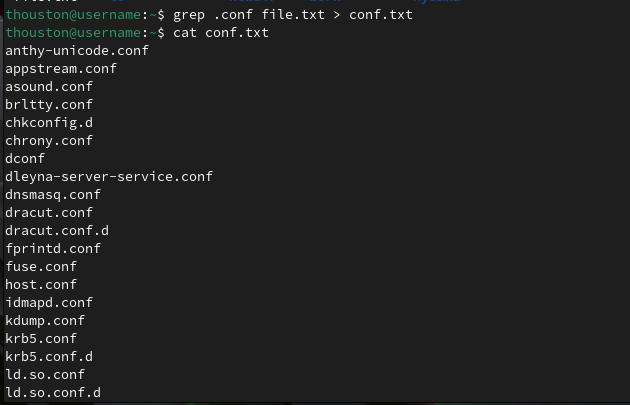 thouston@username:~$ grep .conf file.txt > conf.txt
thouston@username:~$ cat conf.txt
anthy-unicode.conf
appstream.conf
asound.conf
brltty.conf
chkconfig.d
chrony.conf
dconf
dleyna-server-service.conf
dnsmasq.conf
dracut.conf
dracut.conf.d
fprintd.conf
fuse.conf
host.conf
idmapd.conf
kdump.conf
krb5.conf
krb5.conf.d
ld.so.conf
ld.so.conf.d